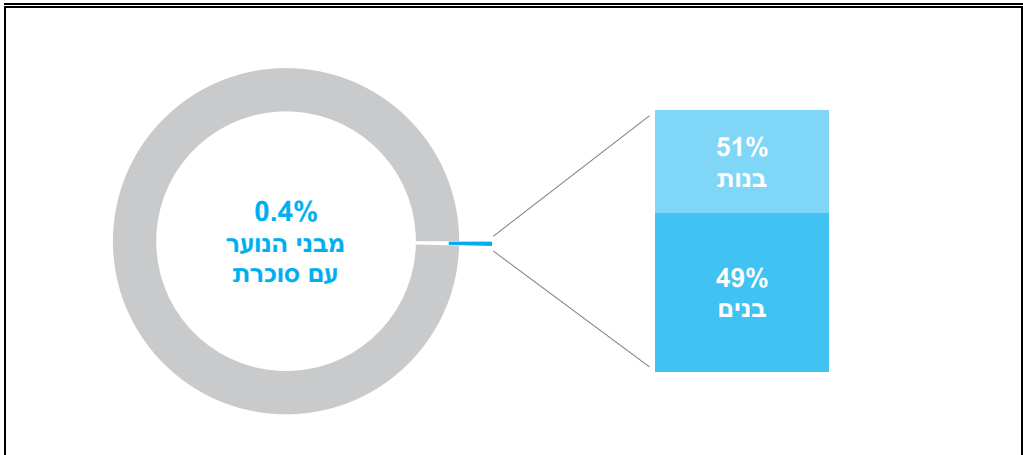 0.4%
מבני הנוער
עם סוכרת
51%
בנות
49%
בנים